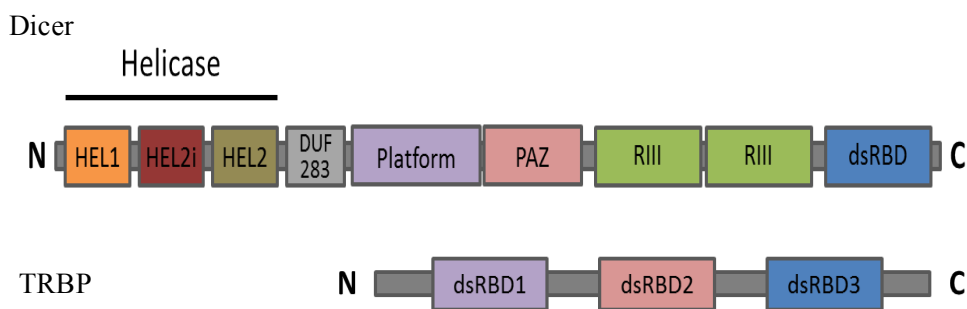 Dicer
Helicase
N HEL1 HEL2i HEL2 DUF
283 Platform PAZ RIII RIII dsRBD C
TRBP N dsRBD1 dsRBD2 dsRBD3 C